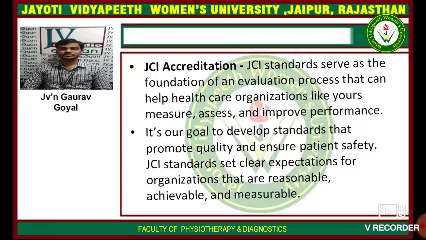 JAYOTI VIDYAPEETH WOMEN'S UNIVERSITY ,JAIPUR, RAJASTHAN
Jv'n Gaurav
Goyal
• JCI Accreditation - JCI standards serve as the
foundation of an evaluation process that can
help health care organizations like yours
measure, assess, and improve performance.
• It's our goal to develop standards that
promote quality and ensure patient safety.
JCI standards set clear expectations for
organizations that are reasonable,
achievable, and measurable.
FACULTY OF PHYSIOTHERAPY & DIAGNOSTICS
V RECORDER